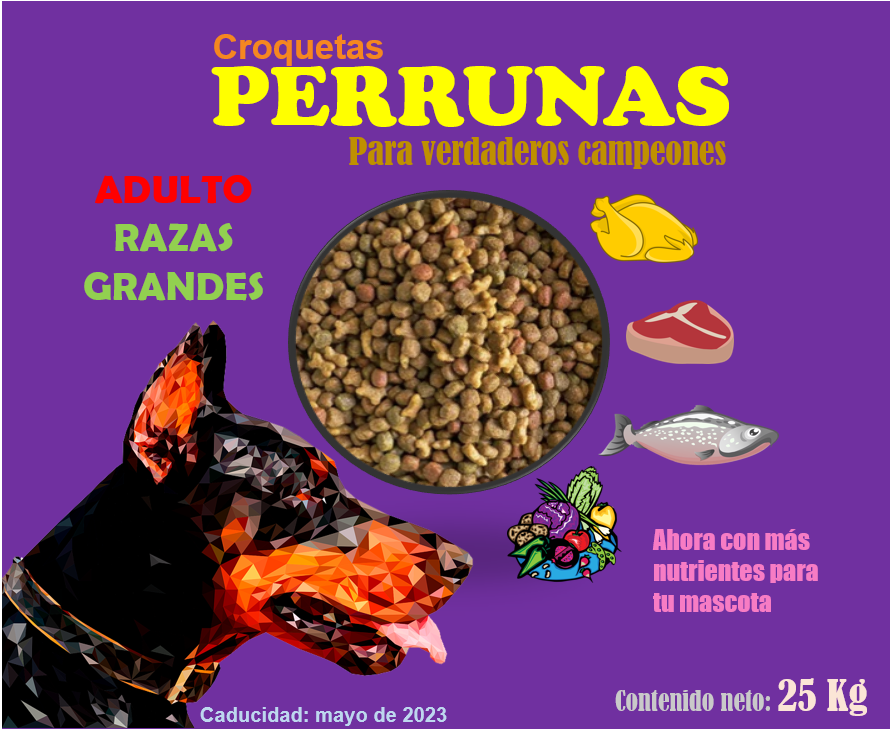 Croquetas
PERRUNAS
Para verdaderos campeones
ADULTO
RAZAS
GRANDES
Ahora con más
nutrientes para
tu mascota
Contenido neto: 25 Kg
Caducidad: mayo de 2023